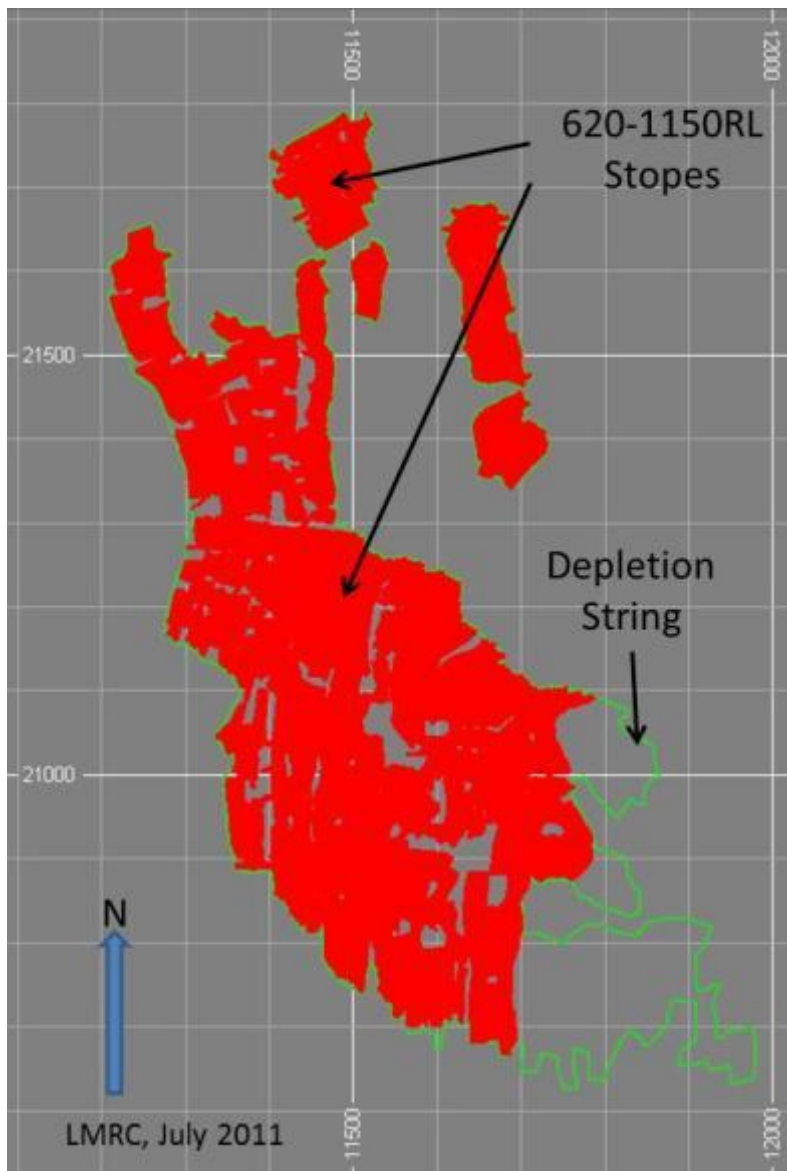 11500
12000
620-1150RL
Stopes
21500
Depletion
String
21000
N
LMRC, July 2011
11500
12000